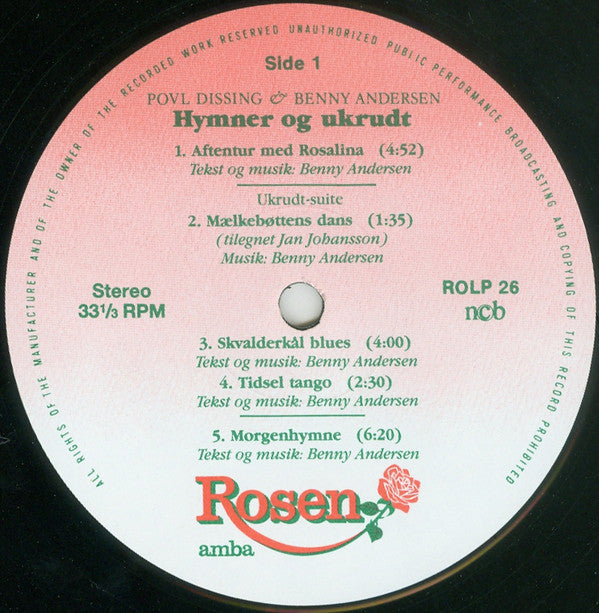 ALL RIGHTS OF THE MANUFACTURER AND OF THE OWNER OF THE RECORDED WORK RESERVED UNAUTHORIZED PUBLIC PERFORMANCE BROADCASTING AND COPYING OF THIS RECORD PROHIBITED
Side 1
POVL DISSING & BENNY ANDERSEN
Hymner og ukrudt
1. Aftentur med Rosalina (4:52)
Tekst og musik: Benny Andersen
Ukrudt-suite
2. Mælkebøttens dans (1:35)
(tilegnet Jan Johansson)
Musik: Benny Andersen
Stereo
33⅓ RPM
ROLP 26
ncb
3. Skvalderkål blues (4:00)
Tekst og musik: Benny Andersen
4. Tidsel tango (2:30)
Tekst og musik: Benny Andersen
5. Morgenhymne (6:20)
Tekst og musik: Benny Andersen
Rosen
amba